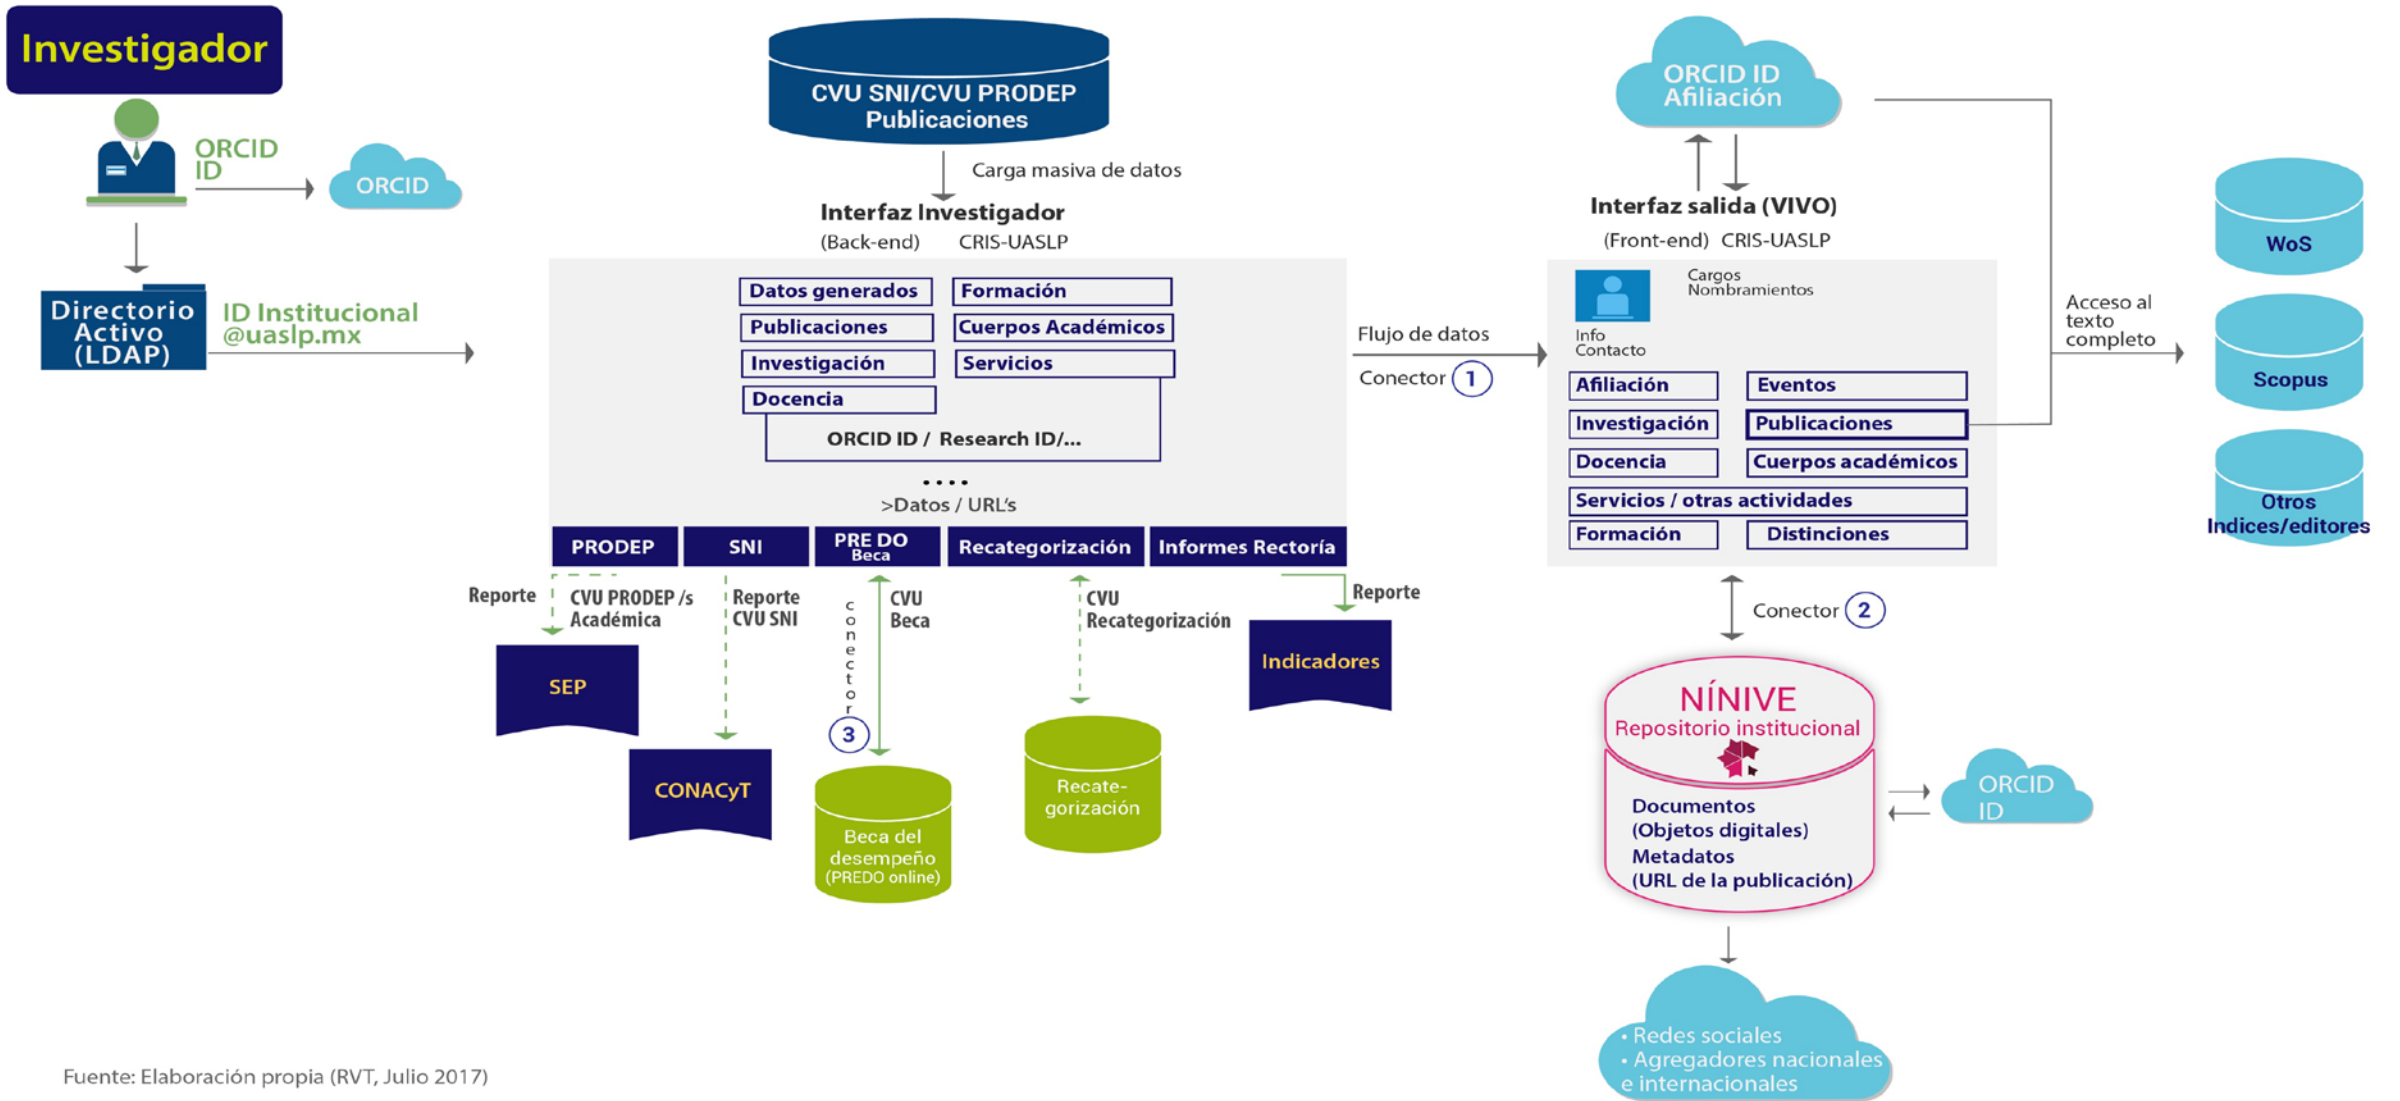 Investigador
ORCID
ID
ORCID
Directorio
Activo
(LDAP)
ID Institucional
@uaslp.mx
CVU SNI/CVU PRODEP
Publicaciones
Carga masiva de datos
Interfaz Investigador
(Back-end) CRIS-UASLP
Datos generados
Formación
Publicaciones
Cuerpos Académicos
Investigación
Servicios
Docencia
ORCID ID / Research ID/...
....
>Datos / URL's
PRODEP
SNI
PRE DO
Beca
Recategorización
Informes Rectoría
Reporte
CVU PRODEP /s
Académica
Reporte
CVU SNI
conector
3
CVU
Beca
CVU
Recategorización
Reporte
SEP
CONACyT
Beca del
desempeño
(PREDO online)
Recate-
gorización
Indicadores
Flujo de datos
Conector 1
ORCID ID
Afiliación
Interfaz salida (VIVO)
(Front-end) CRIS-UASLP
Cargos
Nombramientos
Info
Contacto
Afiliación
Eventos
Investigación
Publicaciones
Docencia
Cuerpos académicos
Servicios / otras actividades
Formación
Distinciones
Acceso al
texto
completo
WoS
Scopus
Otros
Indices/editores
Conector 2
NÍNIVE
Repositorio institucional
Documentos
(Objetos digitales)
Metadatos
(URL de la publicación)
ORCID
ID
• Redes sociales
• Agregadores nacionales
e internacionales
Fuente: Elaboración propia (RVT, Julio 2017)